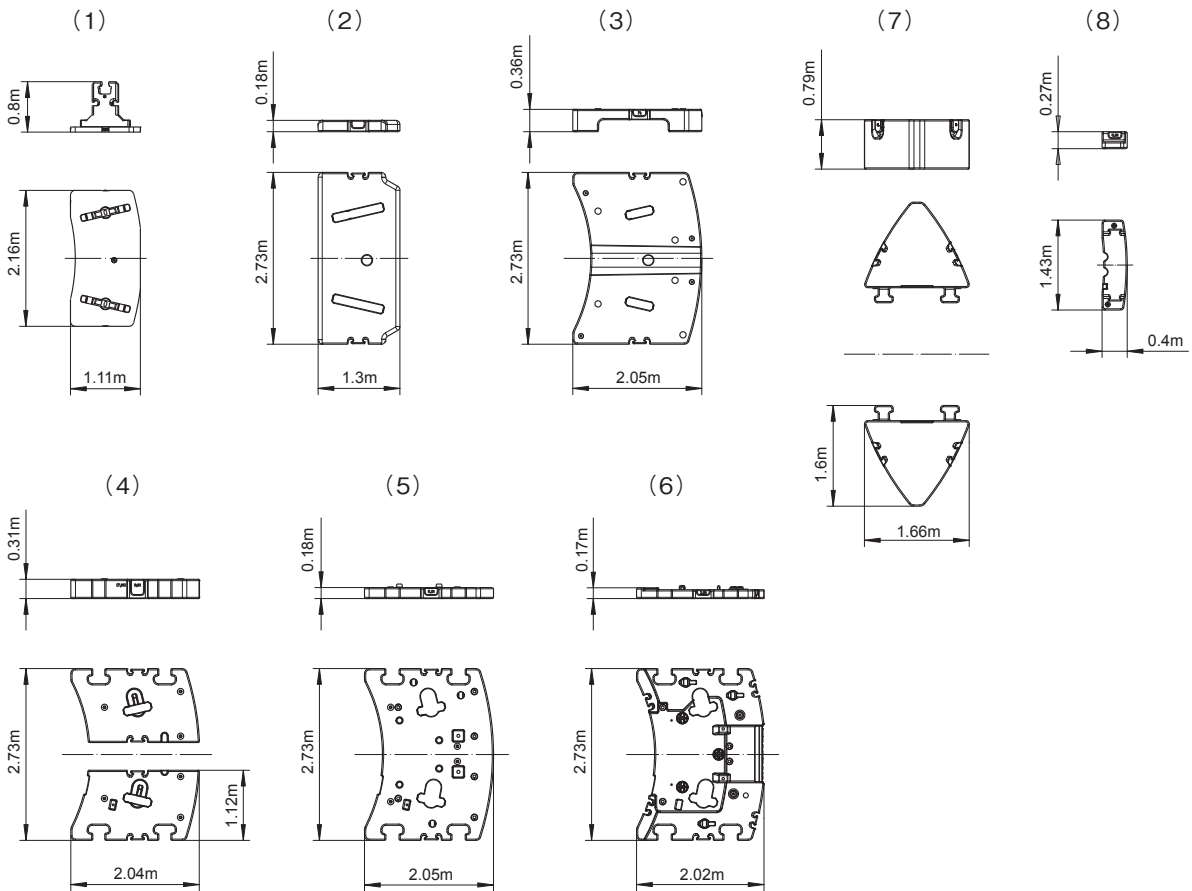 (1)
(2)
(3)
(7)
(8)
0.8m
0.18m
0.36m
0.79m
0.27m
2.16m
2.73m
2.73m
1.43m
1.11m
1.3m
2.05m
0.4m
1.6m
1.66m
(4)
(5)
(6)
0.31m
0.18m
0.17m
2.73m
1.12m
2.73m
2.73m
2.04m
2.05m
2.02m